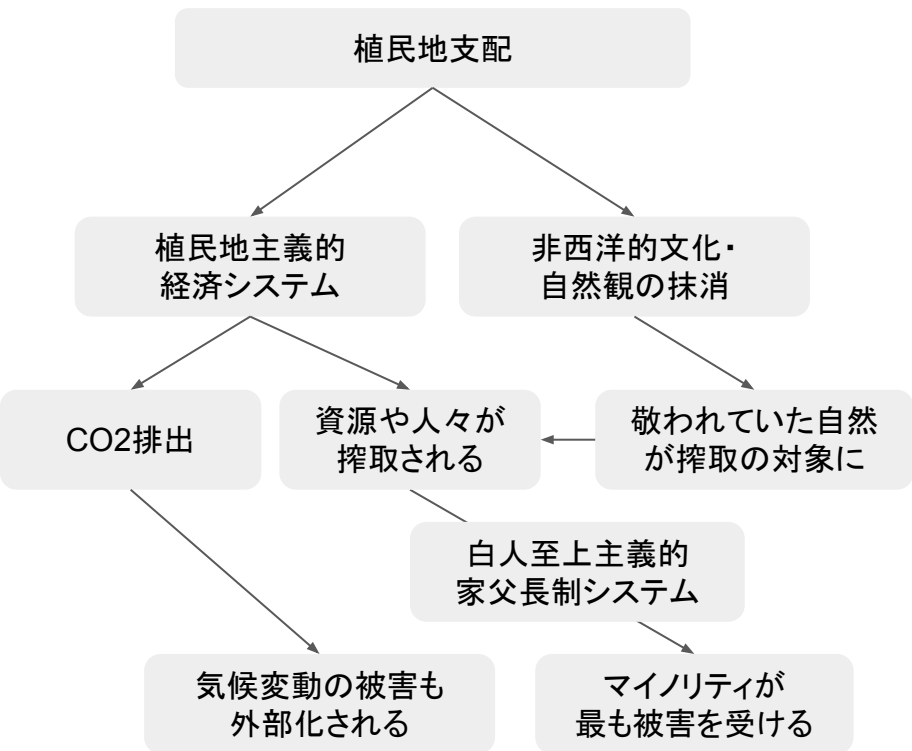 植民地支配
植民地主義的
経済システム
非西洋的文化・
自然観の抹消
CO2排出
資源や人々が
搾取される
敬われていた自然
が搾取の対象に
白人至上主義的
家父長制システム
気候変動の被害も
外部化される
マイノリティが
最も被害を受ける